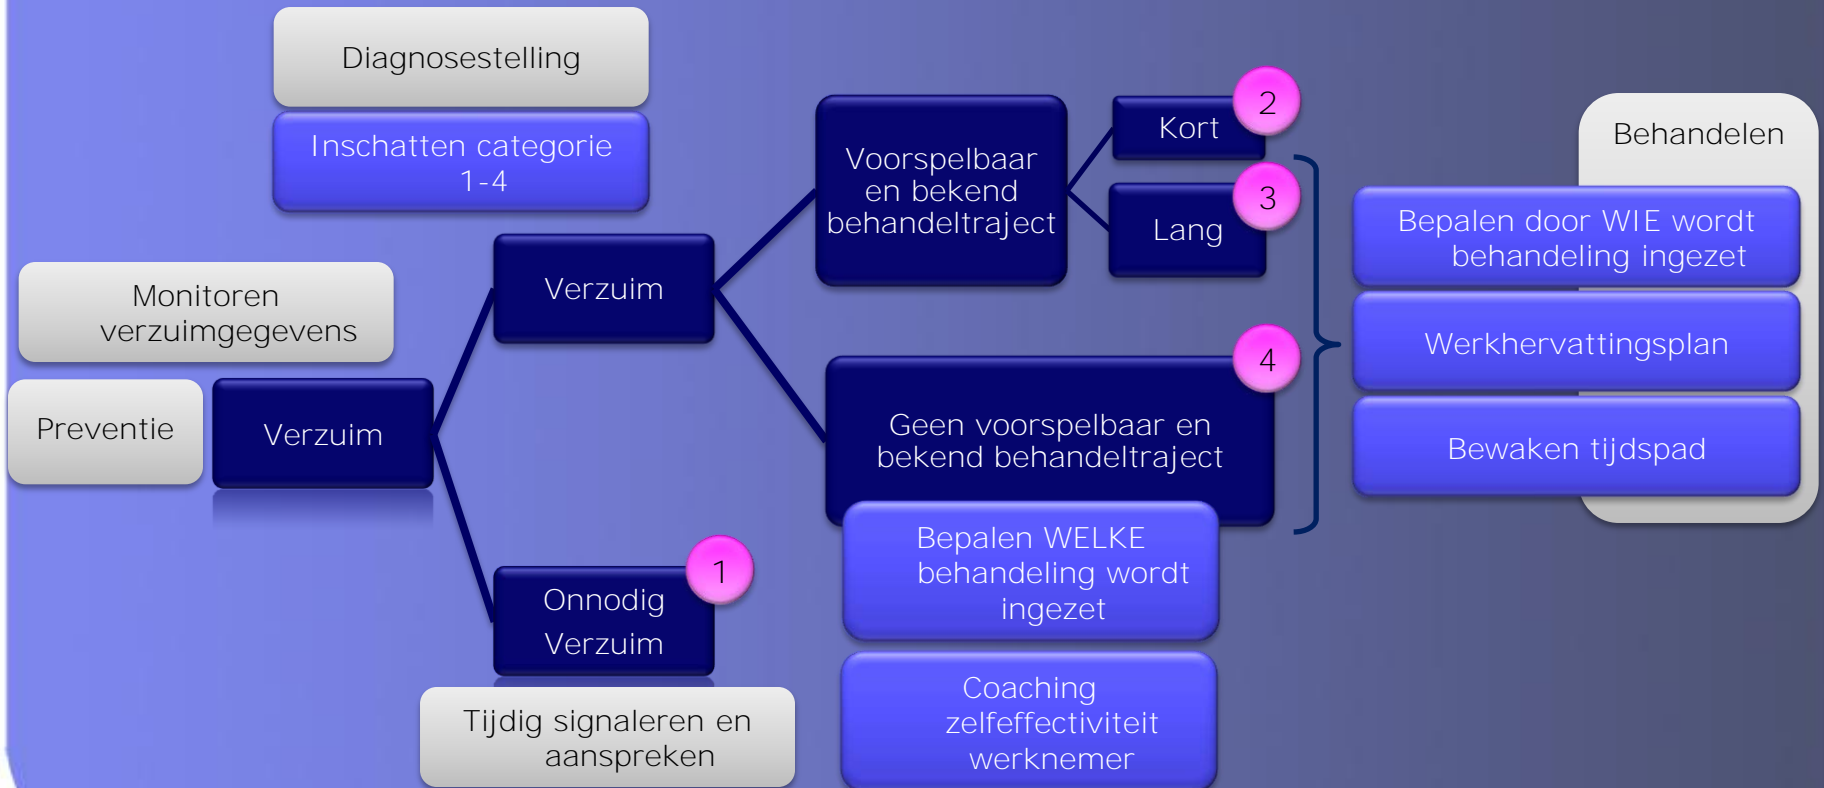 Diagnosestelling
Inschatten categorie
1-4
Monitoren
verzuimgegevens
Preventie
Verzuim
Verzuim
Onnodig
Verzuim
1
Tijdig signaleren en
aanspreken
Voorspelbaar
en bekend
behandeltraject
Kort
2
Lang
3
Geen voorspelbaar en
bekend behandeltraject
4
Bepalen WELKE
behandeling wordt
ingezet
Coaching
zelfeffectiviteit
werknemer
Behandelen
Bepalen door WIE wordt
behandeling ingezet
Werkhervattingsplan
Bewaken tijdspad